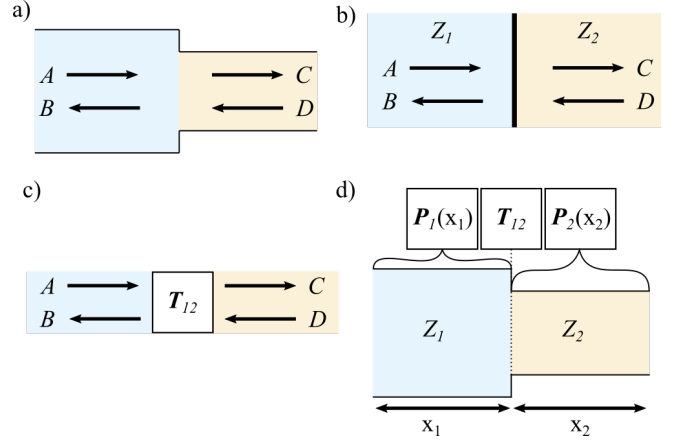 a)
A C
B D
b)
Z₁ Z₂
A C
B D
c)
A T₁₂ C
B D
d)
P₁(x₁) T₁₂ P₂(x₂)
Z₁ Z₂
x₁ x₂